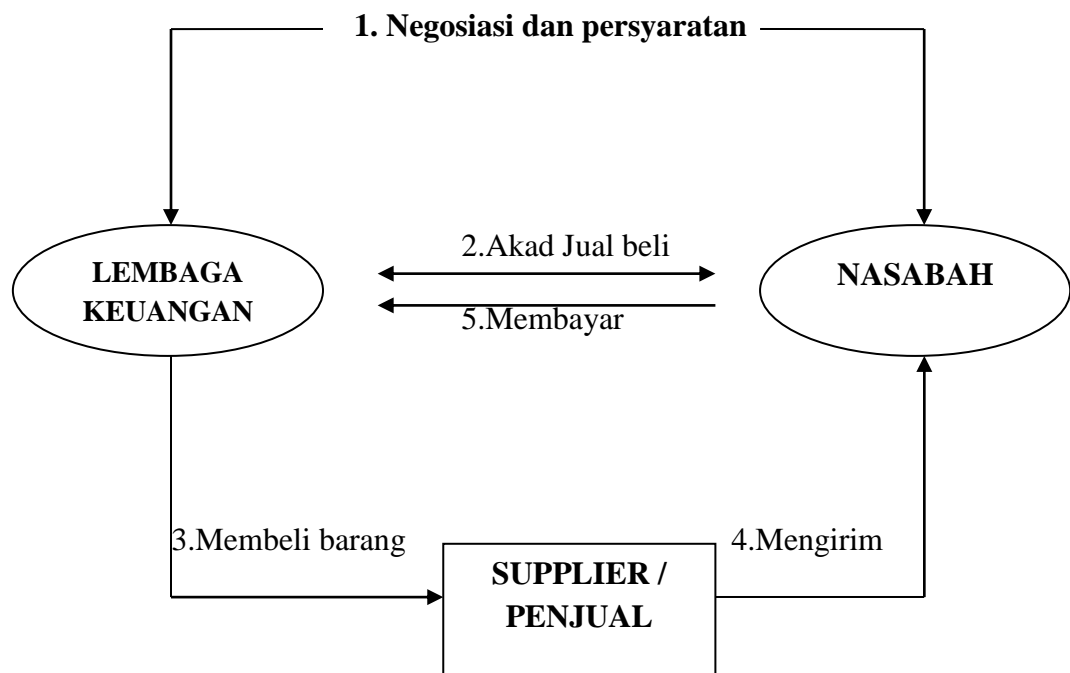 1. Negosiasi dan persyaratan
2.Akad Jual beli
LEMBAGA
KEUANGAN
NASABAH
5.Membayar
3.Membeli barang
4.Mengirim
SUPPLIER /
PENJUAL